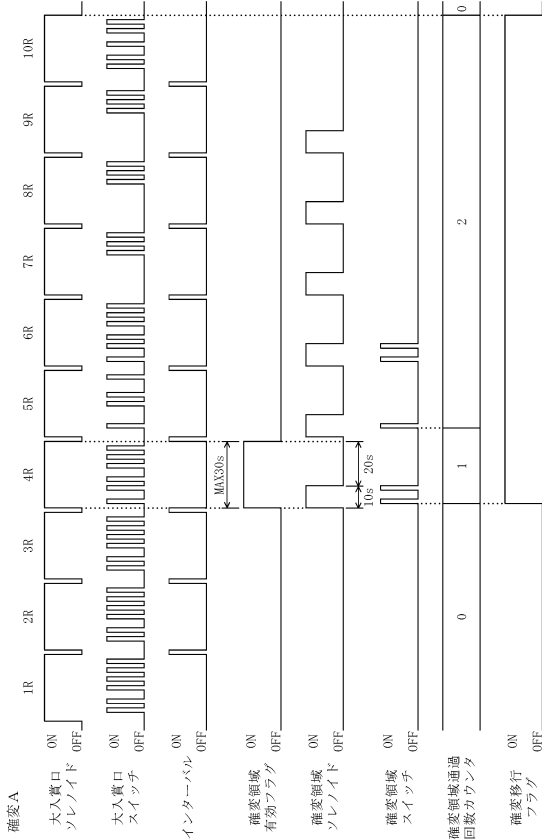 確変A
1R 2R 3R 4R 5R 6R 7R 8R 9R 10R
大入賞口
ソレノイド
ON
OFF
大入賞口
スイッチ
ON
OFF
インターバル
ON
OFF
確変領域
有効フラグ
ON
OFF
MAX30s
確変領域
ソレノイド
ON
OFF
10s 20s
確変領域
スイッチ
ON
OFF
確変領域通過
回数カウンタ
0 1 2 0
確変移行
フラグ
ON
OFF